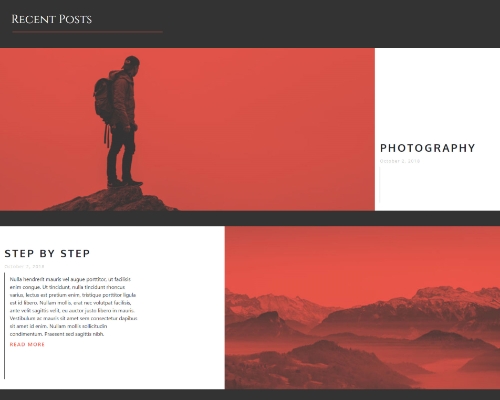 Recent Posts
PHOTOGRAPHY
October 2, 2016
STEP BY STEP
October 2, 2016
Nulla hendrerit mauris vel augue porttitor, ut facilisis
enim congue. Ut tincidunt, nulla tincidunt rhoncus
varius, lectus est pretium enim, tristique porttitor ligula
est id libero. Nullam mollis, erat nec volutpat facilisis,
ante velit sagittis velit, eu auctor justo libero in mauris.
Vestibulum ac mauris sit amet sem consectetur dapibus
sit amet id enim. Nullam mollis sollicitudin
condimentum. Praesent sed sagittis nibh.
READ MORE